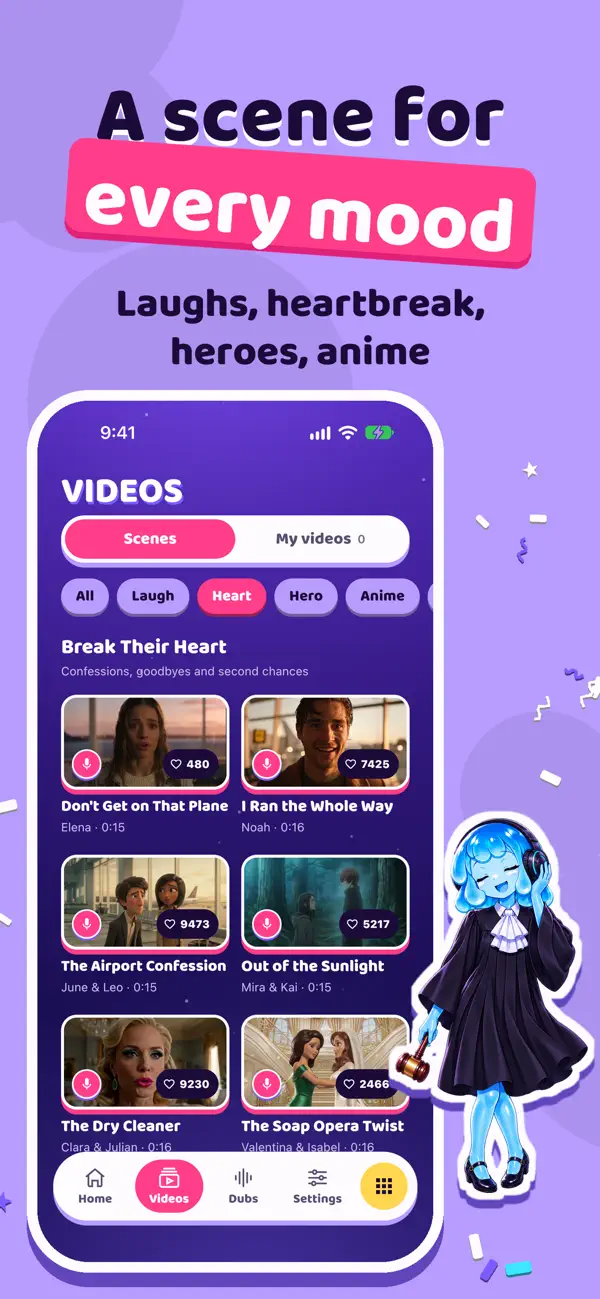 A scene for
every mood
Laughs, heartbreak,
heroes, anime
9:41
VIDEOS
Scenes
My videos 0
All
Laugh
Heart
Hero
Anime
Break Their Heart
Confessions, goodbyes and second chances
480
7425
Don't Get on That Plane
I Ran the Whole Way
Elena · 0:15
Noah · 0:16
9473
5217
The Airport Confession
Out of the Sunlight
June & Leo · 0:15
Mira & Kai · 0:15
9230
2466
The Dry Cleaner
The Soap Opera Twist
Clara & Julian · 0:16
Valentina & Isabel · 0:16
Home
Videos
Dubs
Settings